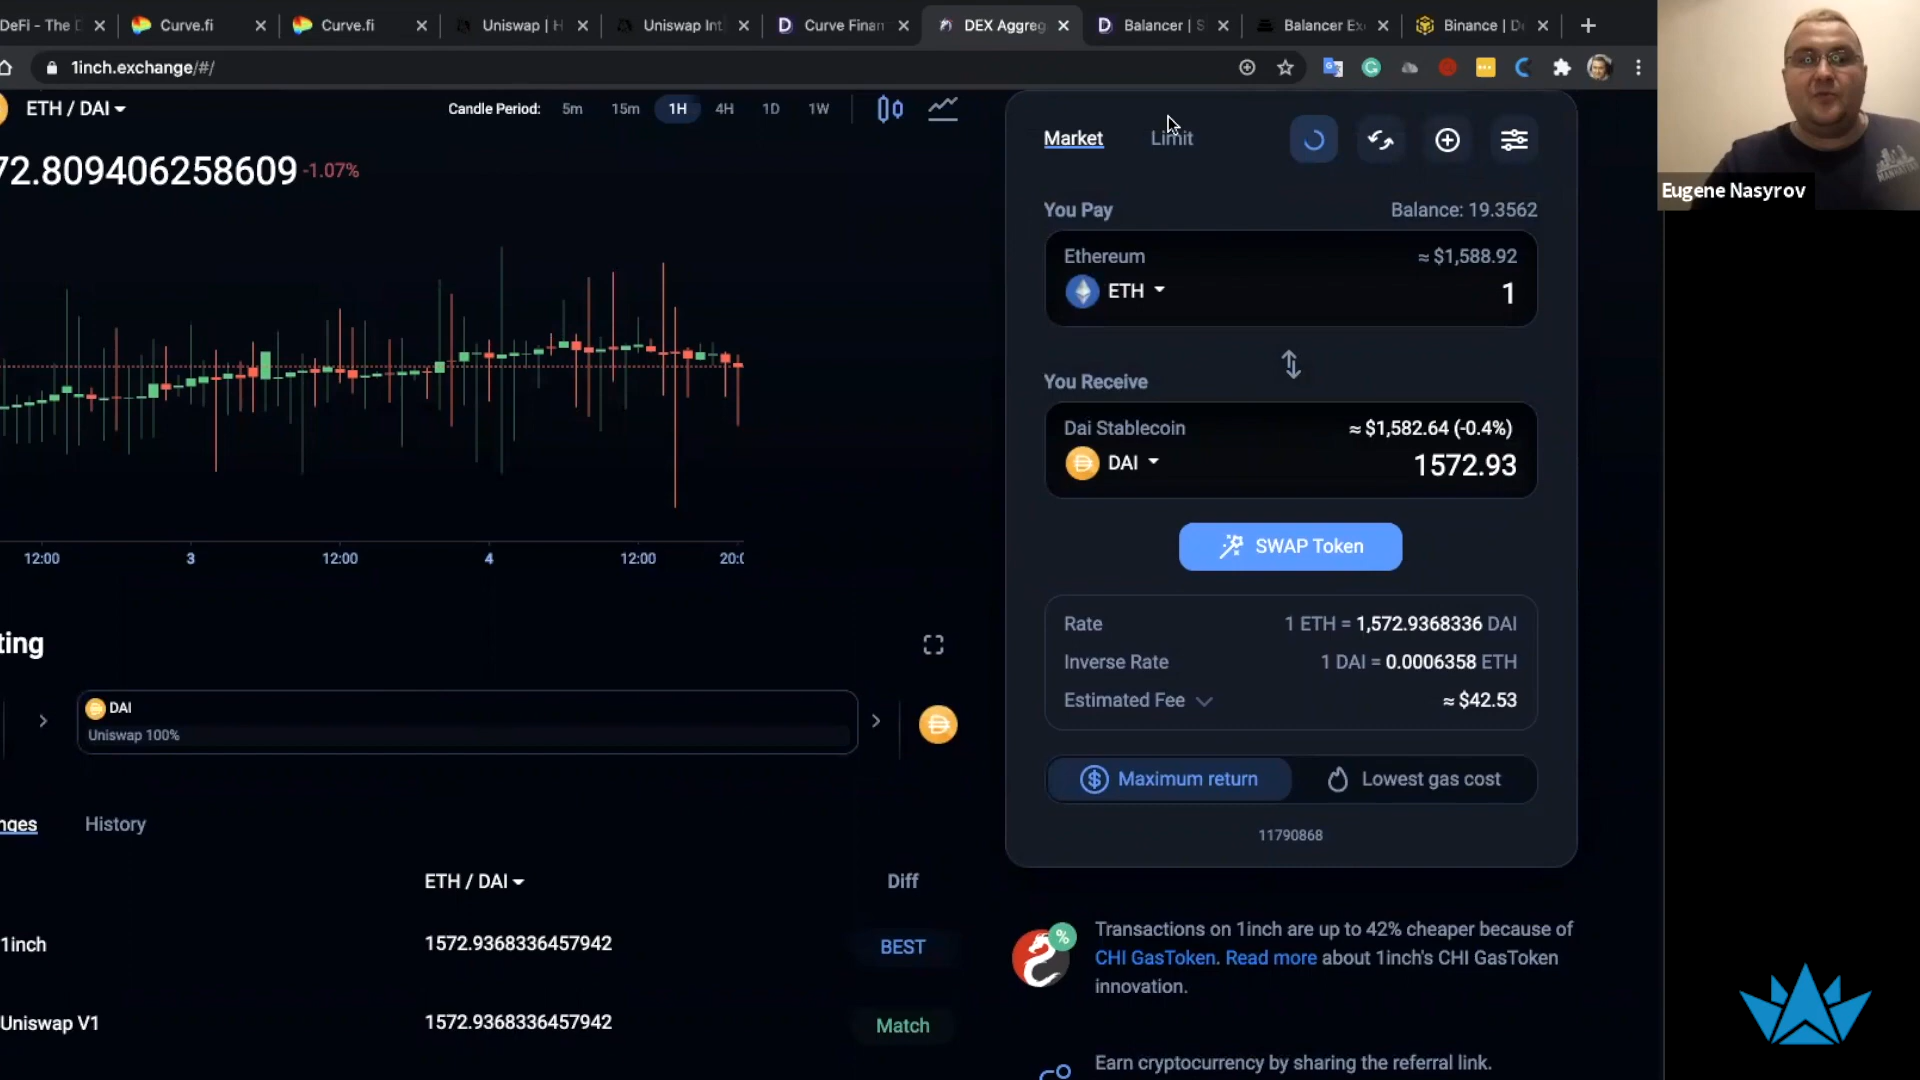 DeFi - The D
Curve.fi
Curve.fi
Uniswap | H
Uniswap Int
Curve Finan
DEX Aggreg
Balancer | S
Balancer Ex
Binance | De
1inch.exchange/#/
ETH / DAI
Candle Period:
5m
15m
1H
4H
1D
1W
72.809406258609 -1.07%
12:00
3
12:00
4
12:00
20:0
ting
DAI
Uniswap 100%
nges
History
ETH / DAI
Diff
1inch
1572.9368336457942
BEST
Uniswap V1
1572.9368336457942
Match
Market
Limit
You Pay
Balance: 19.3562
Ethereum
≈ $1,588.92
ETH
1
You Receive
Dai Stablecoin
≈ $1,582.64 (-0.4%)
DAI
1572.93
SWAP Token
Rate
1 ETH = 1,572.9368336 DAI
Inverse Rate
1 DAI = 0.0006358 ETH
Estimated Fee
≈ $42.53
Maximum return
Lowest gas cost
11790868
%
Transactions on 1inch are up to 42% cheaper because of
CHI GasToken. Read more about 1inch's CHI GasToken
innovation.
Earn cryptocurrency by sharing the referral link.
Eugene Nasyrov